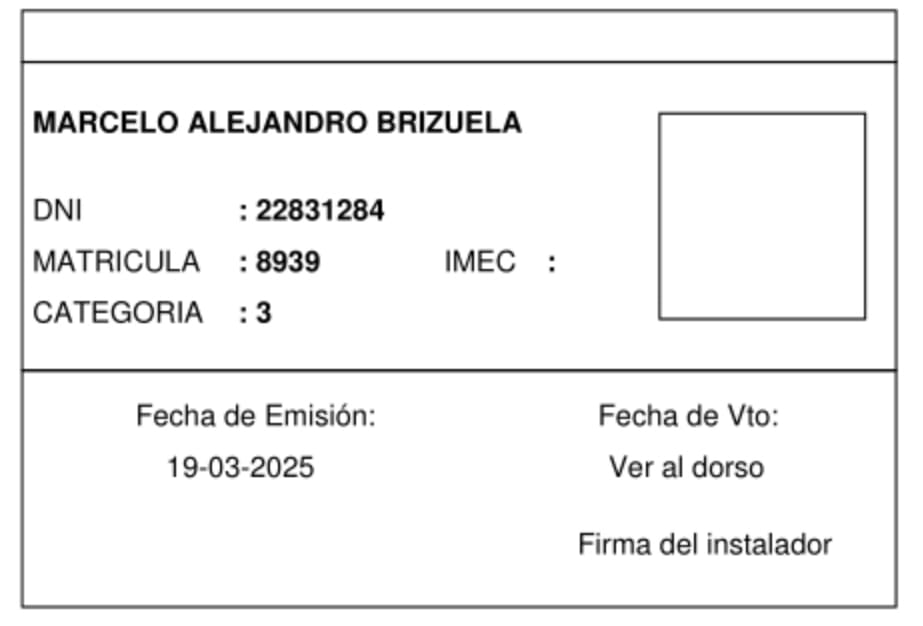 MARCELO ALEJANDRO BRIZUELA
DNI : 22831284
MATRICULA : 8939 IMEC :
CATEGORIA : 3
Fecha de Emisión: Fecha de Vto:
19-03-2025 Ver al dorso
Firma del instalador